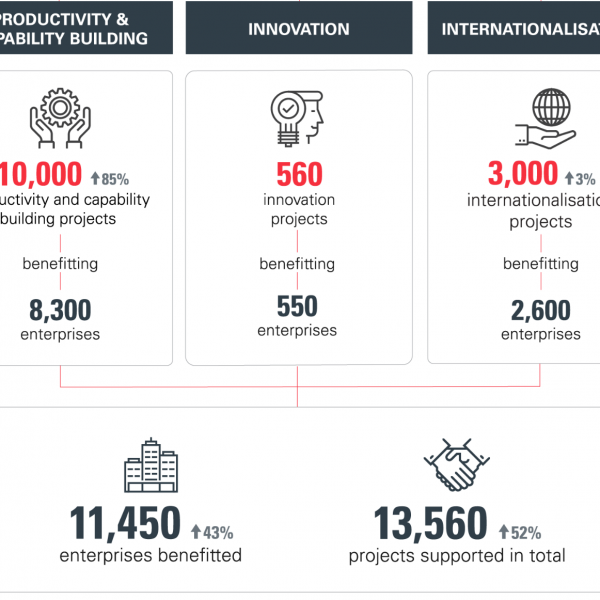 PRODUCTIVITY &
PABILITY BUILDING
INNOVATION
INTERNATIONALISAT
10,000 85%
uctivity and capability
building projects
benefitting
8,300
enterprises
560
innovation
projects
benefitting
550
enterprises
3,000 3%
internationalisatio
projects
benefitting
2,600
enterprises
11,450 43%
enterprises benefitted
13,560 52%
projects supported in total